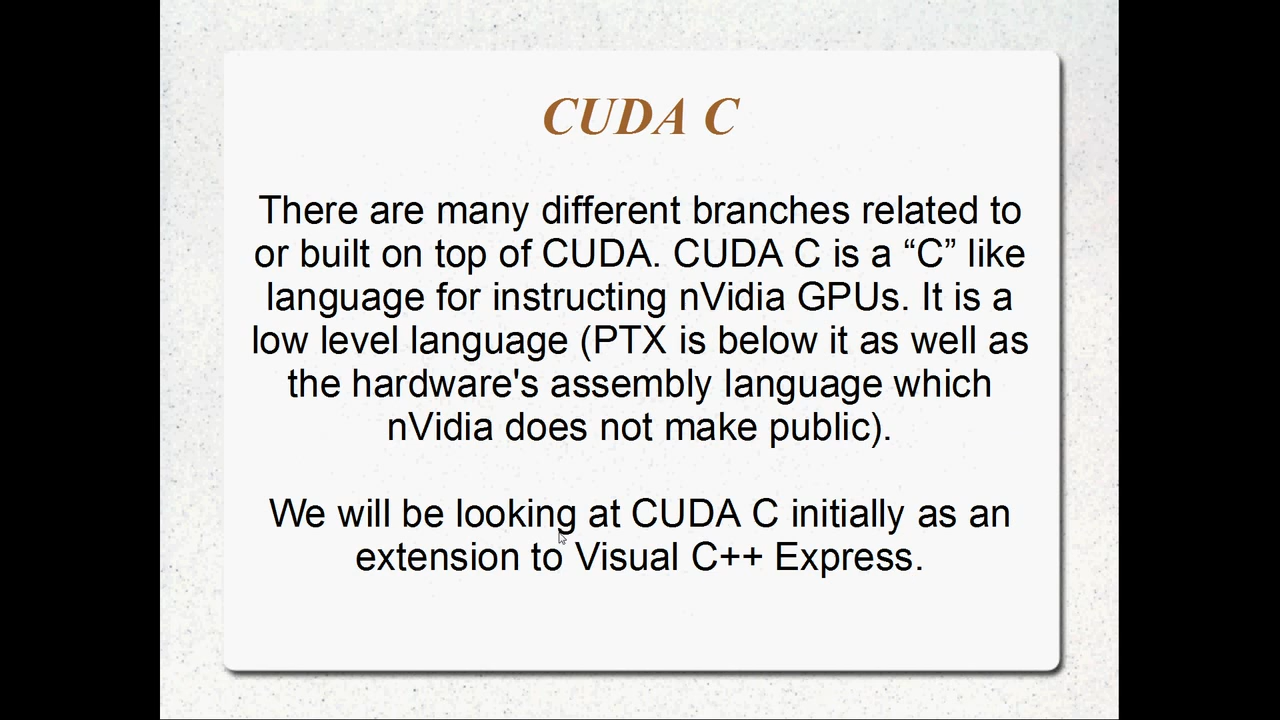 CUDA C
There are many different branches related to
or built on top of CUDA. CUDA C is a “C” like
language for instructing nVidia GPUs. It is a
low level language (PTX is below it as well as
the hardware's assembly language which
nVidia does not make public).
We will be looking at CUDA C initially as an
extension to Visual C++ Express.